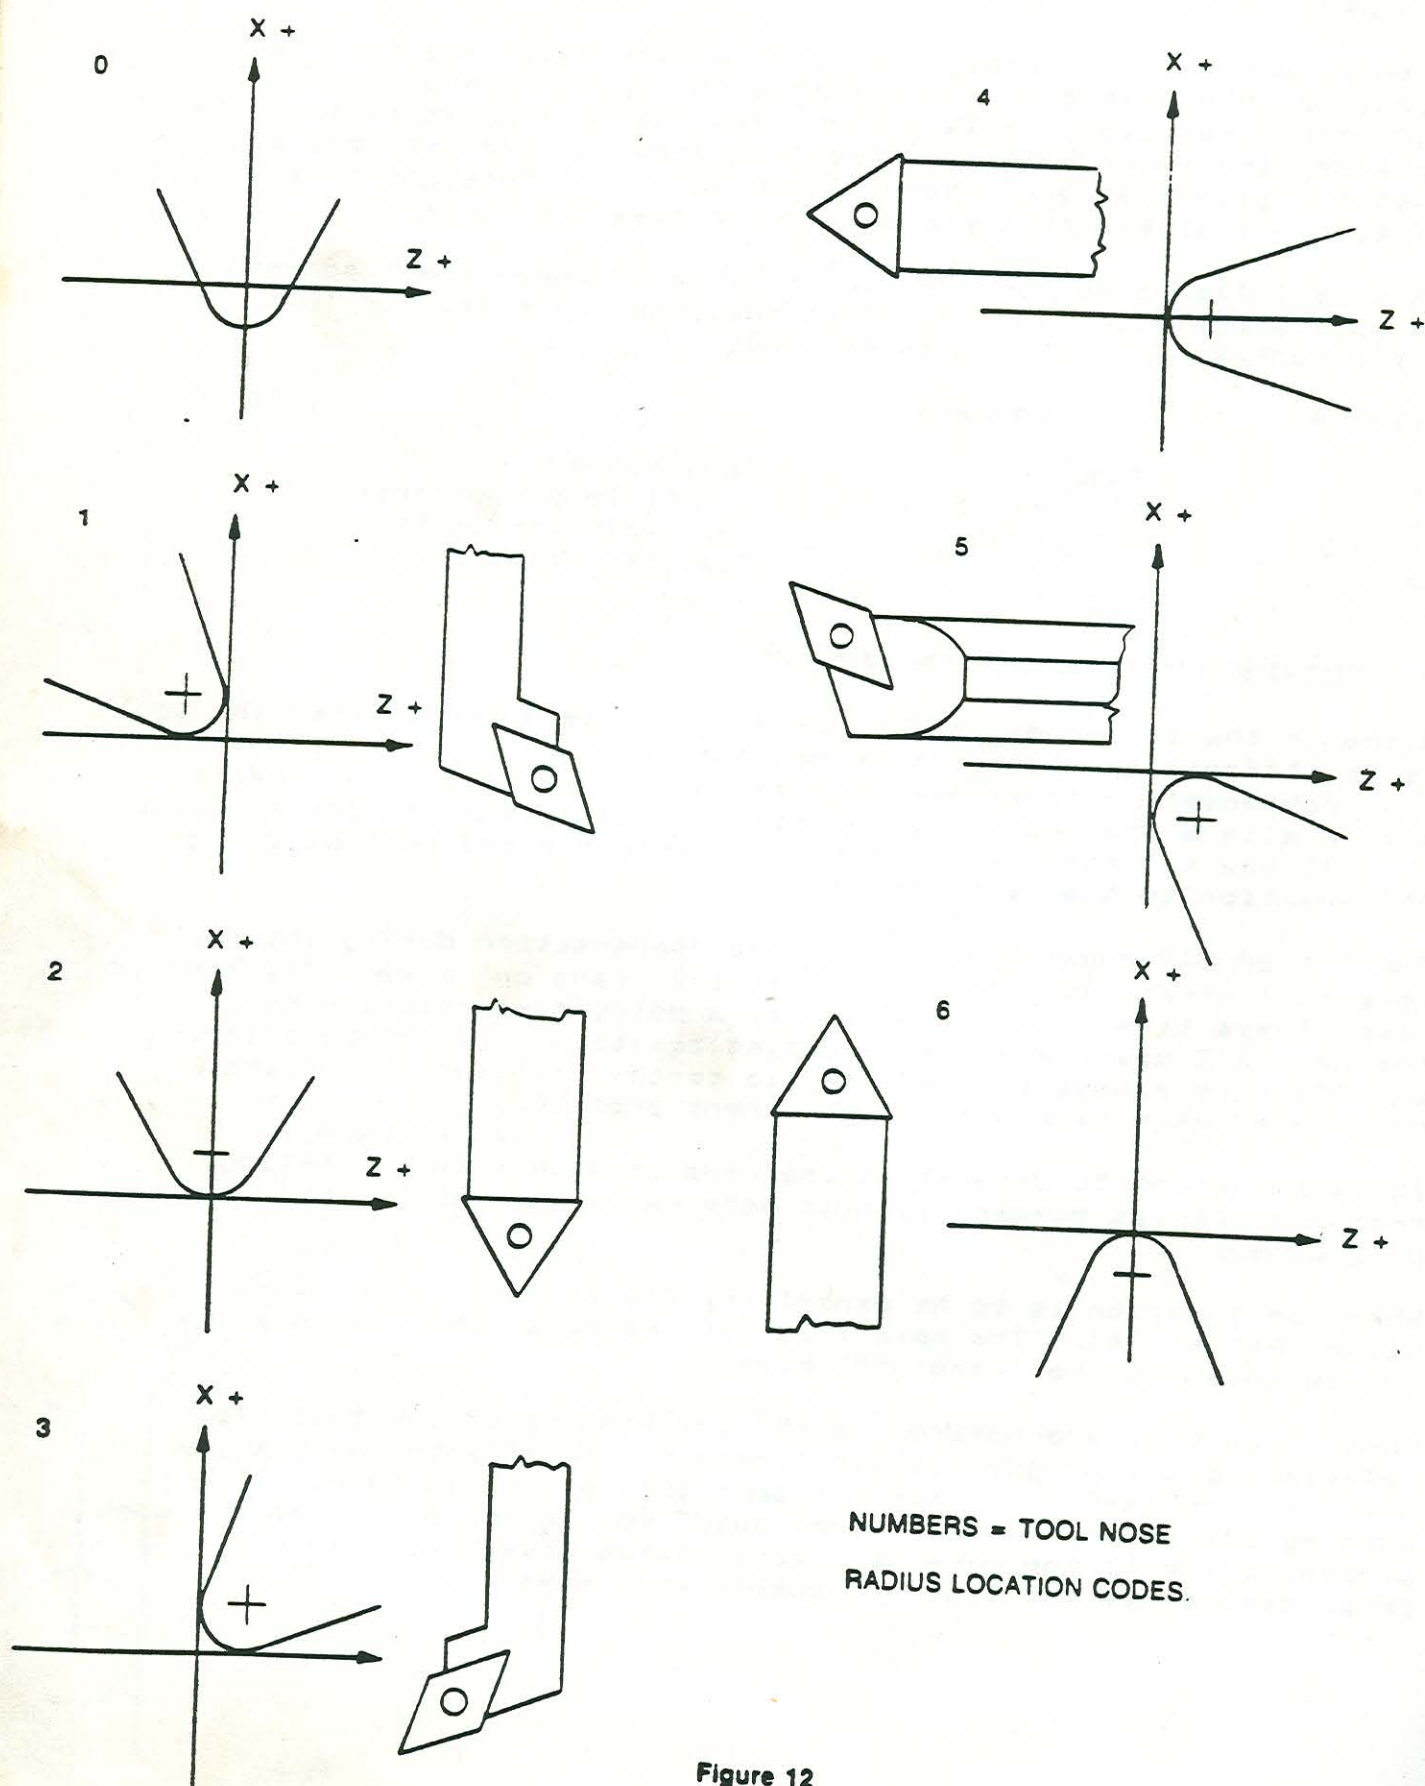 0
X +
Z +
4
X +
Z +
1
X +
Z +
5
X +
Z +
2
X +
Z +
6
X +
Z +
3
X +
NUMBERS = TOOL NOSE
RADIUS LOCATION CODES.
Figure 12